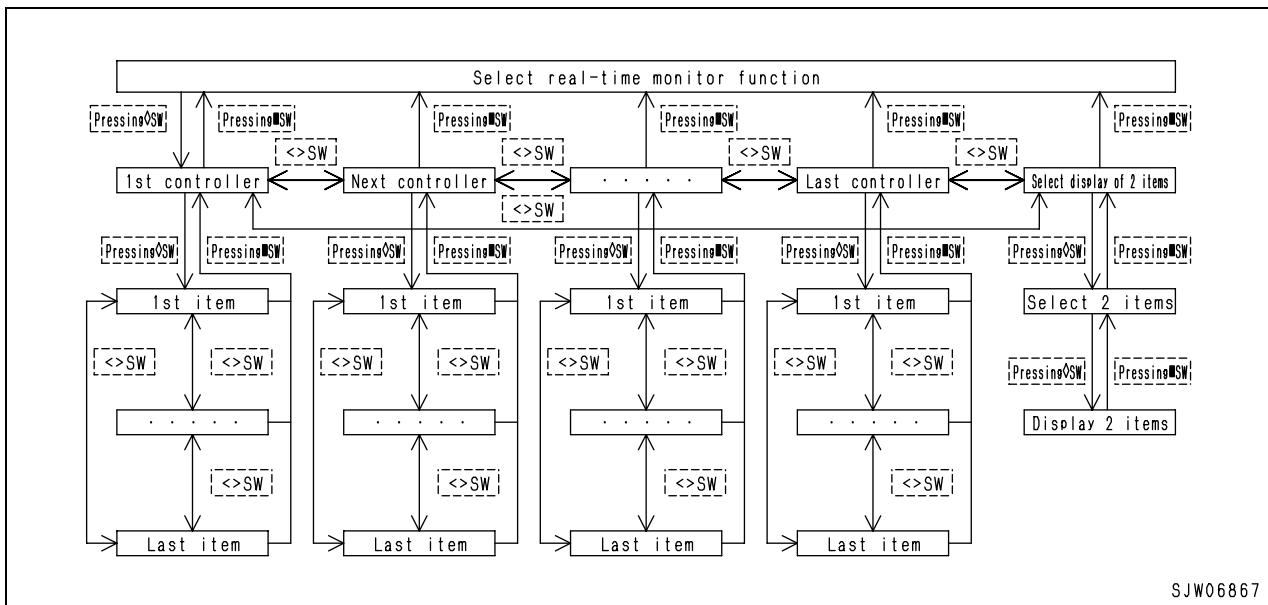 Select real-time monitor function
Pressing◊SW Pressing■SW Pressing■SW Pressing■SW Pressing■SW Pressing■SW
<>SW <>SW <>SW <>SW
1st controller Next controller ····· Last controller Select display of 2 items
<>SW
Pressing◊SW Pressing■SW Pressing◊SW Pressing■SW Pressing◊SW Pressing■SW Pressing◊SW Pressing■SW Pressing◊SW Pressing■SW
1st item 1st item 1st item 1st item Select 2 items
<>SW <>SW <>SW <>SW <>SW <>SW <>SW <>SW
Pressing◊SW Pressing■SW
····· ····· ····· ····· Display 2 items
<>SW <>SW <>SW <>SW
Last item Last item Last item Last item
SJW06867